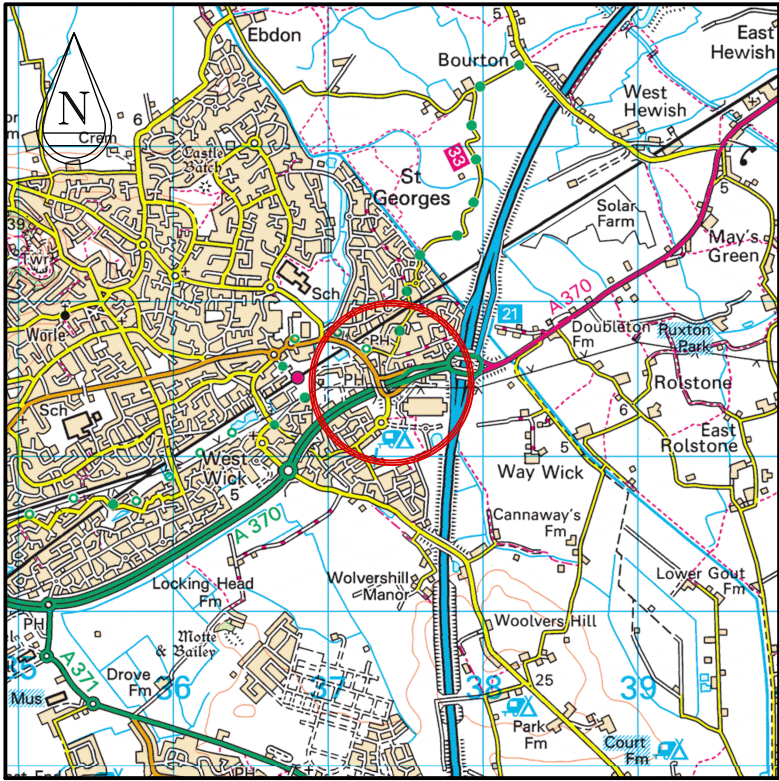 Ebdon
5
East
Hewish
Bourton
West
Hewish
N
6
Crem
Castle
Batch
33
St
Georges
5
39
Solar
Farm
May's
Green
Twr
Sch
21
A 370
Worle
PH
Doubleton
Fm
Puxton
Park
PH
Rolstone
Sch
6
East
Rolstone
5
West
Wick
5
Way Wick
A 370
Cannaway's
Fm
Locking Head
Fm
Wolvershill
Manor
Lower Gout
Fm
PH
Woolvers Hill
Motte
& Bailey
A371
Drove
Fm
36
37
38
25
39
Mus
Park
Fm
Court
Fm
PH